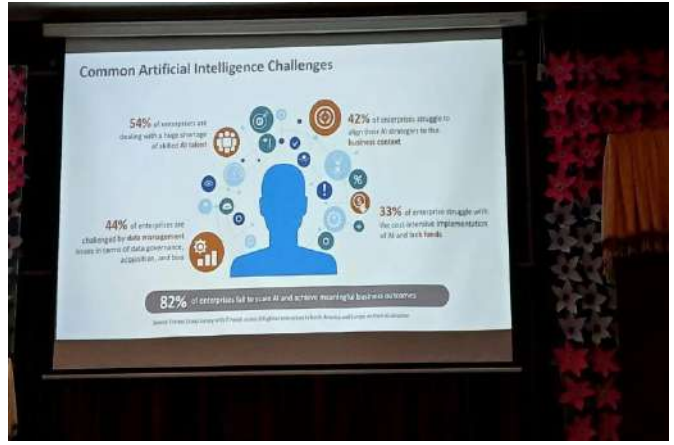 Common Artificial Intelligence Challenges
54% of enterprises are
dealing with a huge shortage
of skilled AI talent
42% of enterprises struggle to
align their AI strategies to the
business context
44% of enterprises are
challenged by data management
issues in terms of data governance,
acquisition, and bias
33% of enterprise struggle with
the cost-intensive implementation
of AI and lack funds
82% of enterprises fail to scale AI and achieve meaningful business outcomes